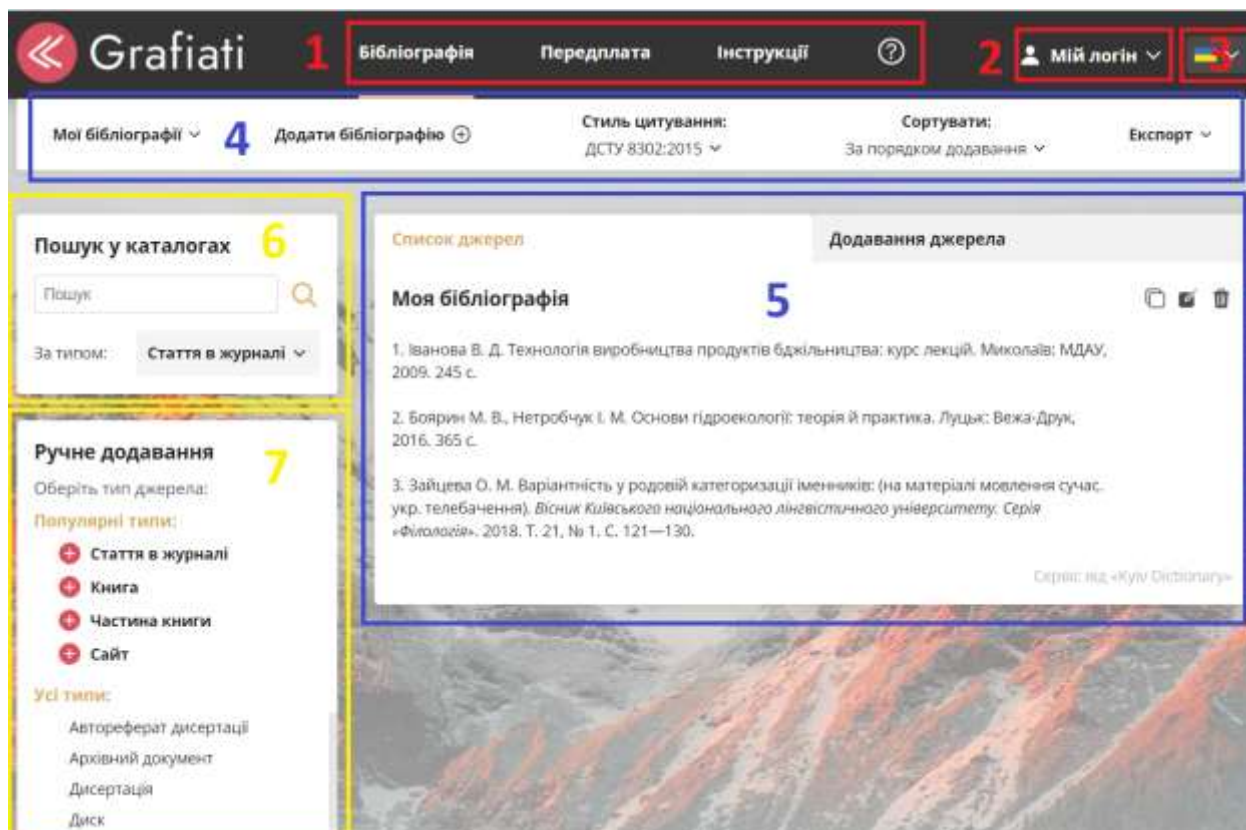 Grafiati 1 Бібліографія Передплата Інструкції ? 2 Мій логін 3
Мої бібліографії 4 Додати бібліографію Стиль цитування: Сортувати: Експорт
ДСТУ 8302:2015 За порядком додавання
Пошук у каталогах 6
Пошук
За типом: Стаття в журналі
Список джерел Додавання джерела
Моя бібліографія 5
1. Іванова В. Д. Технологія виробництва продуктів бджільництва: курс лекцій. Миколаїв: МДАУ,
2009. 245 с.
2. Боярин М. В., Нетробчук І. М. Основи гідроекології: теорія й практика. Луцьк: Вежа-Друк,
2016. 365 с.
3. Зайцева О. М. Варіантність у родовій категоризації іменників: (на матеріалі мовлення сучас.
укр. телебачення). Вісник Київського національного лінгвістичного університету. Серія
«Філологія». 2018. Т. 21, № 1. С. 121—130.
Сервіс від «Kyiv Dictionary»
Ручне додавання 7
Оберіть тип джерела:
Популярні типи:
Стаття в журналі
Книга
Частина книги
Сайт
Усі типи:
Автореферат дисертації
Архівний документ
Дисертація
Диск